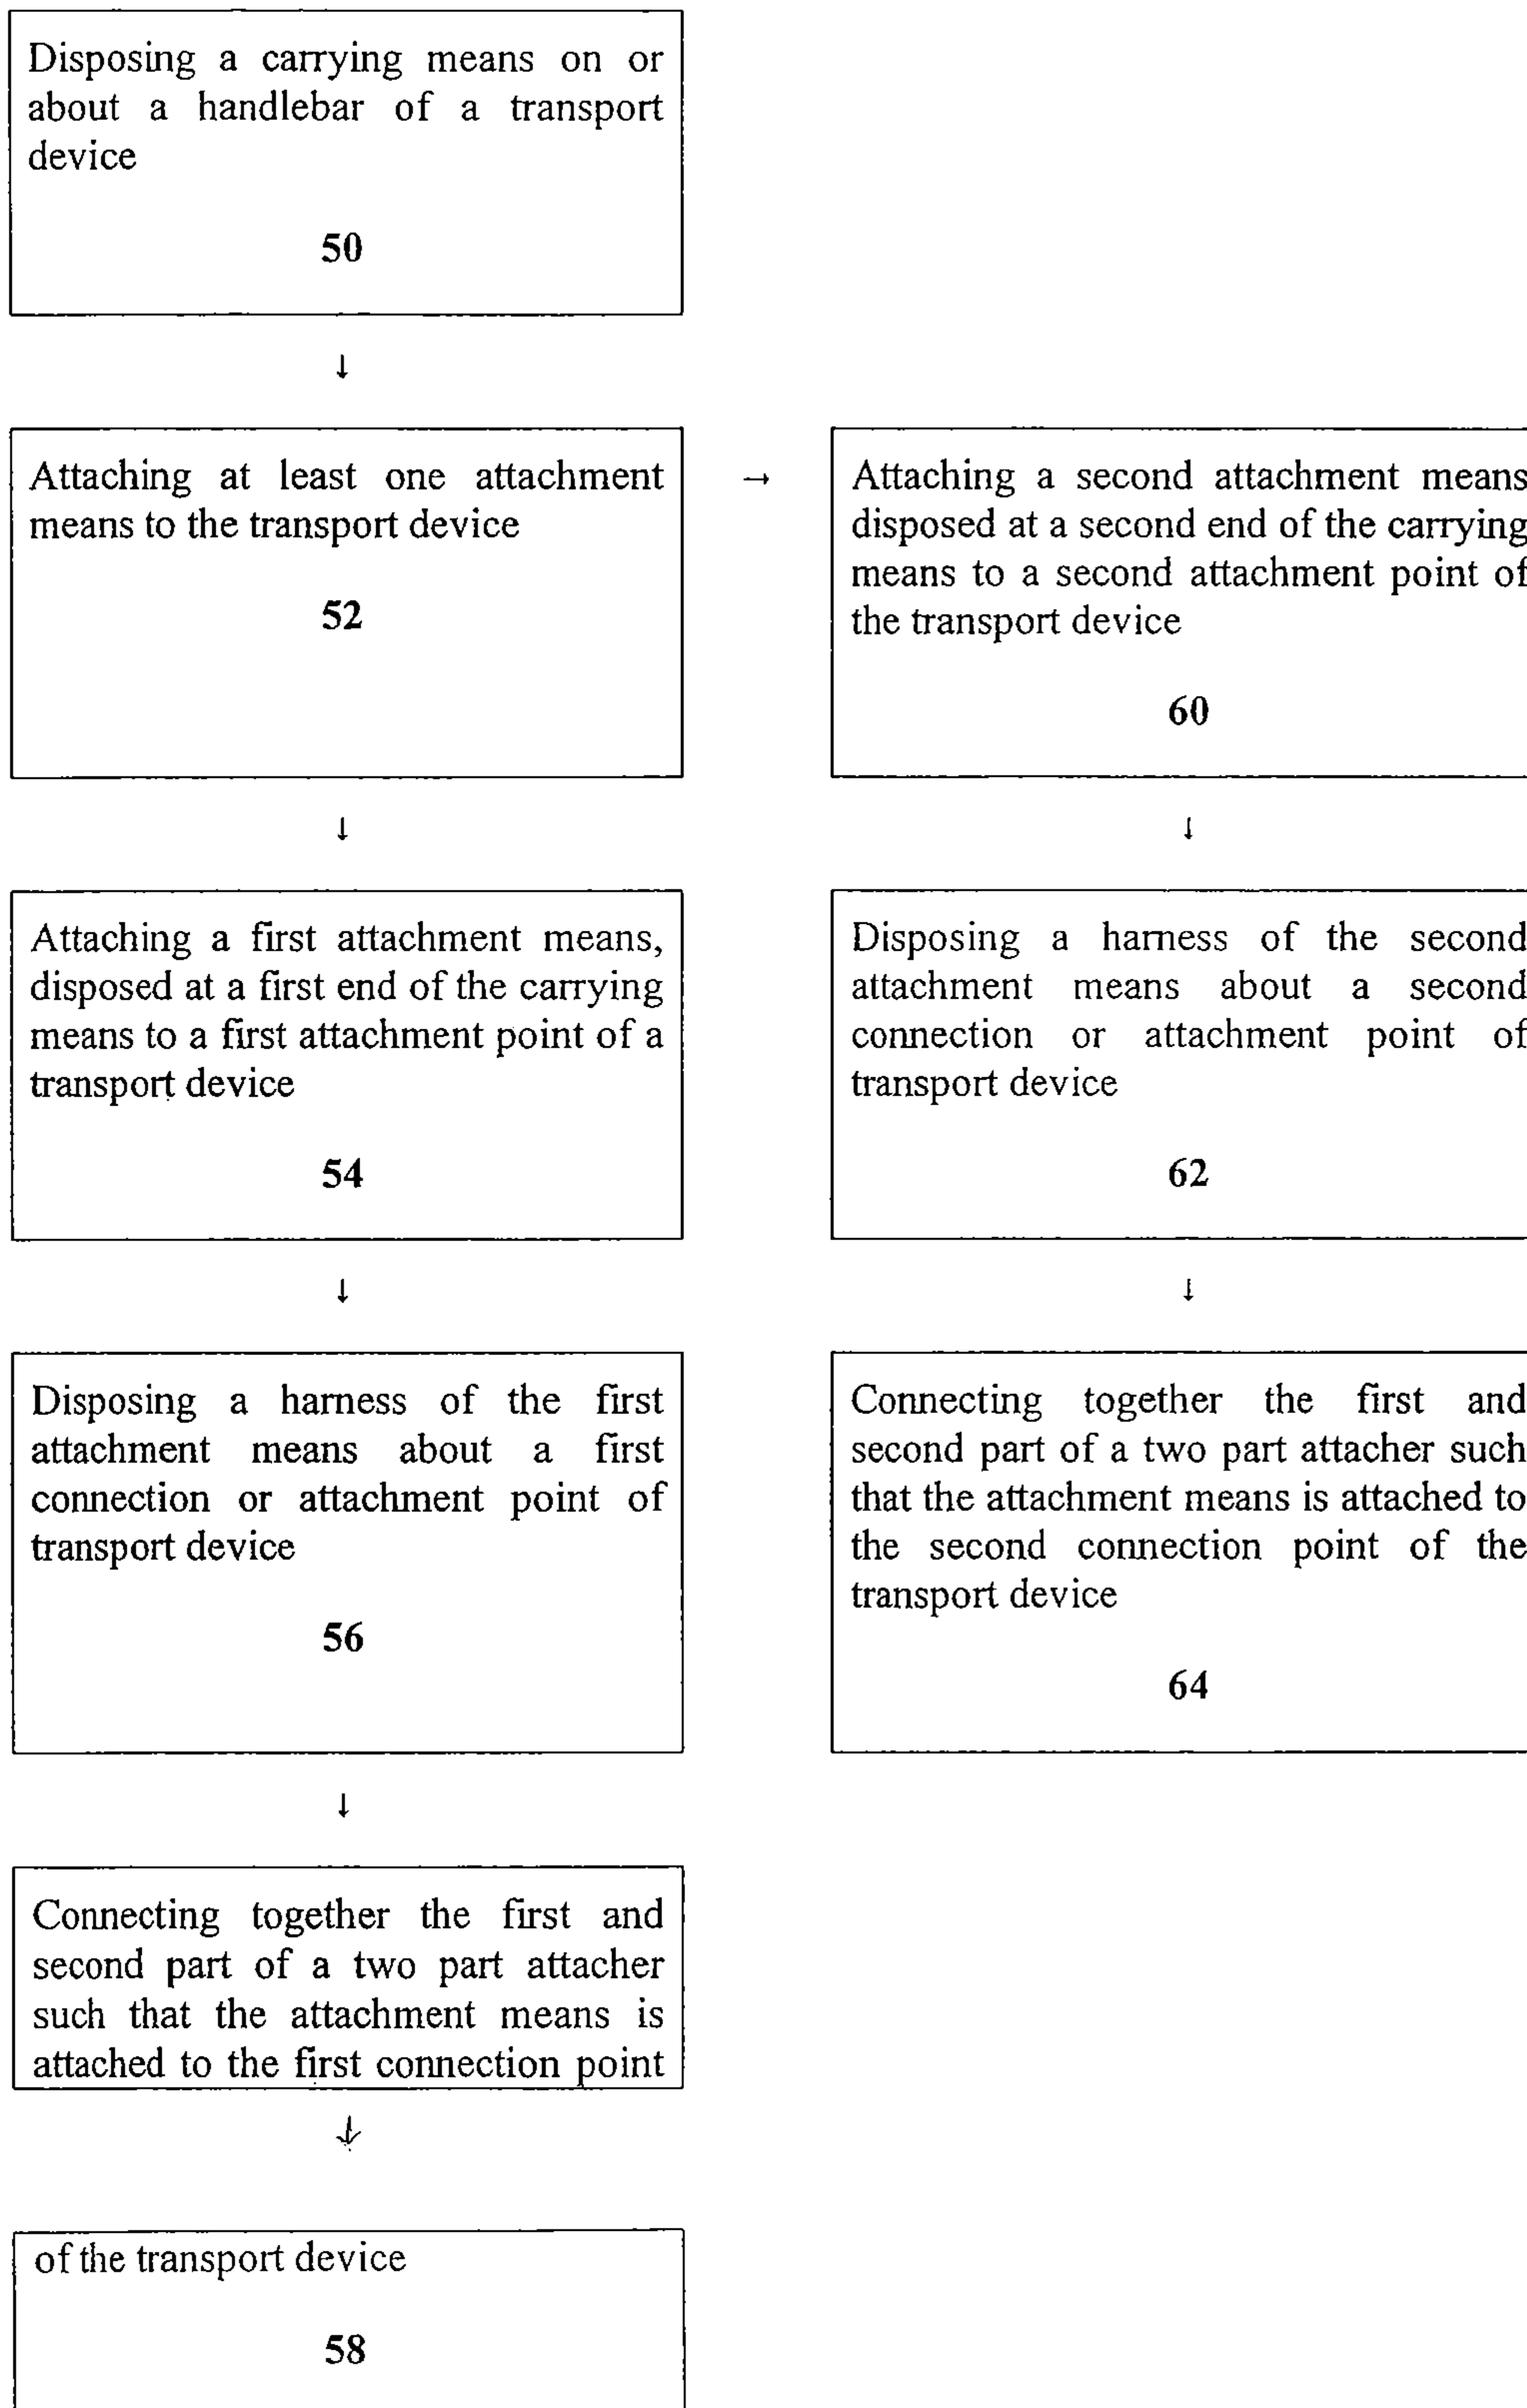 Disposing a carrying means on or
about a handlebar of a transport
device
50
↓
Attaching at least one attachment
means to the transport device
52
→
Attaching a second attachment means
disposed at a second end of the carrying
means to a second attachment point of
the transport device
60
↓
↓
Attaching a first attachment means,
disposed at a first end of the carrying
means to a first attachment point of a
transport device
54
Disposing a harness of the second
attachment means about a second
connection or attachment point of
transport device
62
↓
↓
Disposing a harness of the first
attachment means about a first
connection or attachment point of
transport device
56
Connecting together the first and
second part of a two part attacher such
that the attachment means is attached to
the second connection point of the
transport device
64
↓
Connecting together the first and
second part of a two part attacher
such that the attachment means is
attached to the first connection point
↓
of the transport device
58